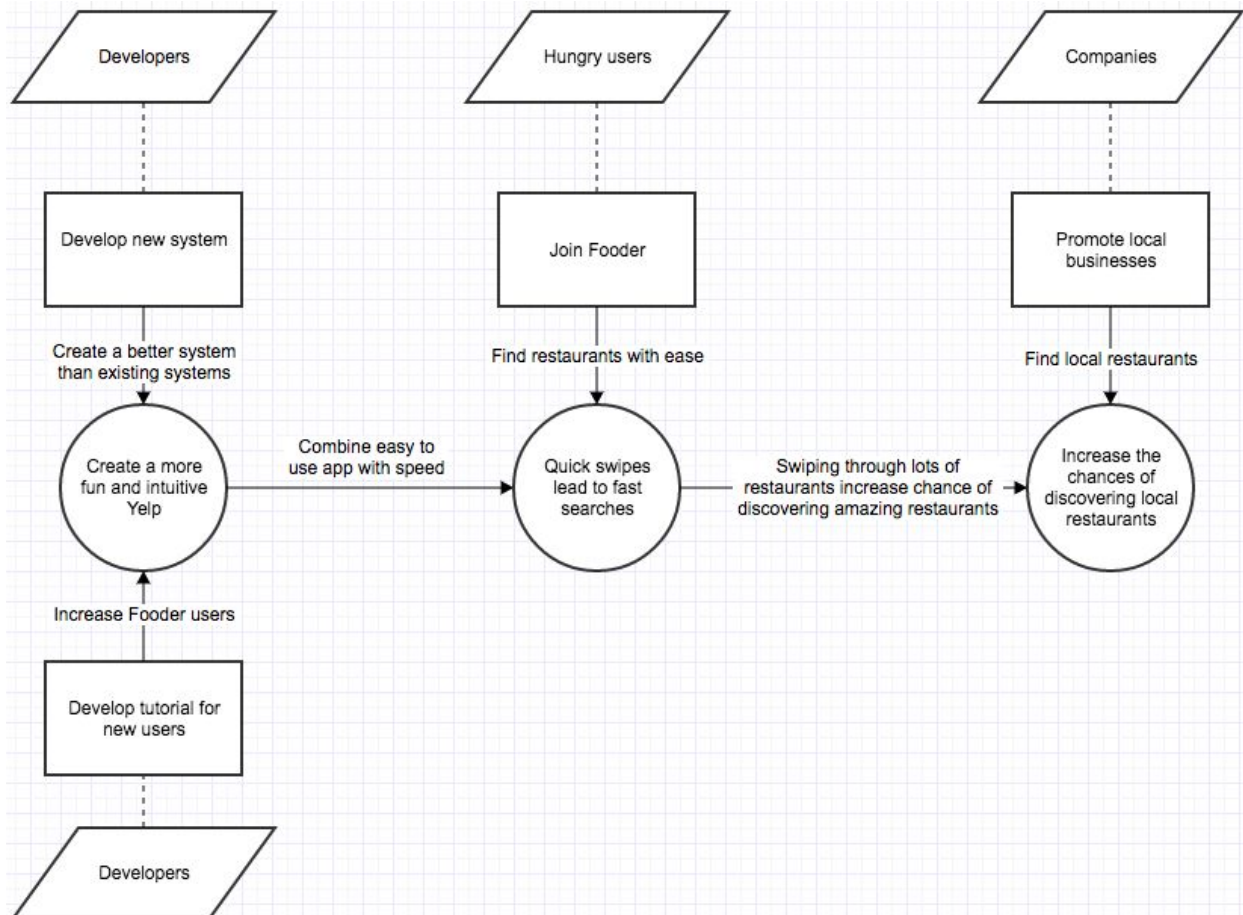 Developers
Hungry users
Companies
Develop new system
Join Fooder
Promote local
businesses
Create a better system
than existing systems
Find restaurants with ease
Find local restaurants
Create a more
fun and intuitive
Yelp
Combine easy to
use app with speed
Quick swipes
lead to fast
searches
Swiping through lots of
restaurants increase chance of
discovering amazing restaurants
Increase the
chances of
discovering local
restaurants
Increase Fooder users
Develop tutorial for
new users
Developers